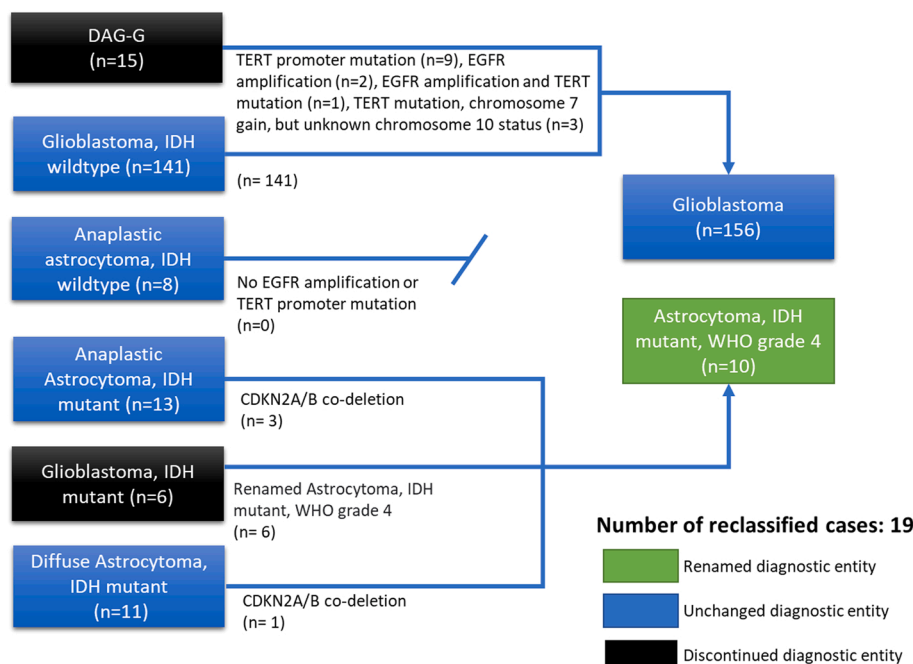 DAG-G
(n=15)
TERT promoter mutation (n=9), EGFR
amplification (n=2), EGFR amplification and TERT
mutation (n=1), TERT mutation, chromosome 7
gain, but unknown chromosome 10 status (n=3)
Glioblastoma, IDH
wildtype (n=141)
(n= 141)
Glioblastoma
(n=156)
Anaplastic
astrocytoma, IDH
wildtype (n=8)
No EGFR amplification or
TERT promoter mutation
(n=0)
Astrocytoma, IDH
mutant, WHO grade 4
(n=10)
Anaplastic
Astrocytoma, IDH
mutant (n=13)
CDKN2A/B co-deletion
(n= 3)
Glioblastoma, IDH
mutant (n=6)
Renamed Astrocytoma, IDH
mutant, WHO grade 4
(n= 6)
Diffuse Astrocytoma,
IDH mutant
(n=11)
CDKN2A/B co-deletion
(n= 1)
Number of reclassified cases: 19
Renamed diagnostic entity
Unchanged diagnostic entity
Discontinued diagnostic entity